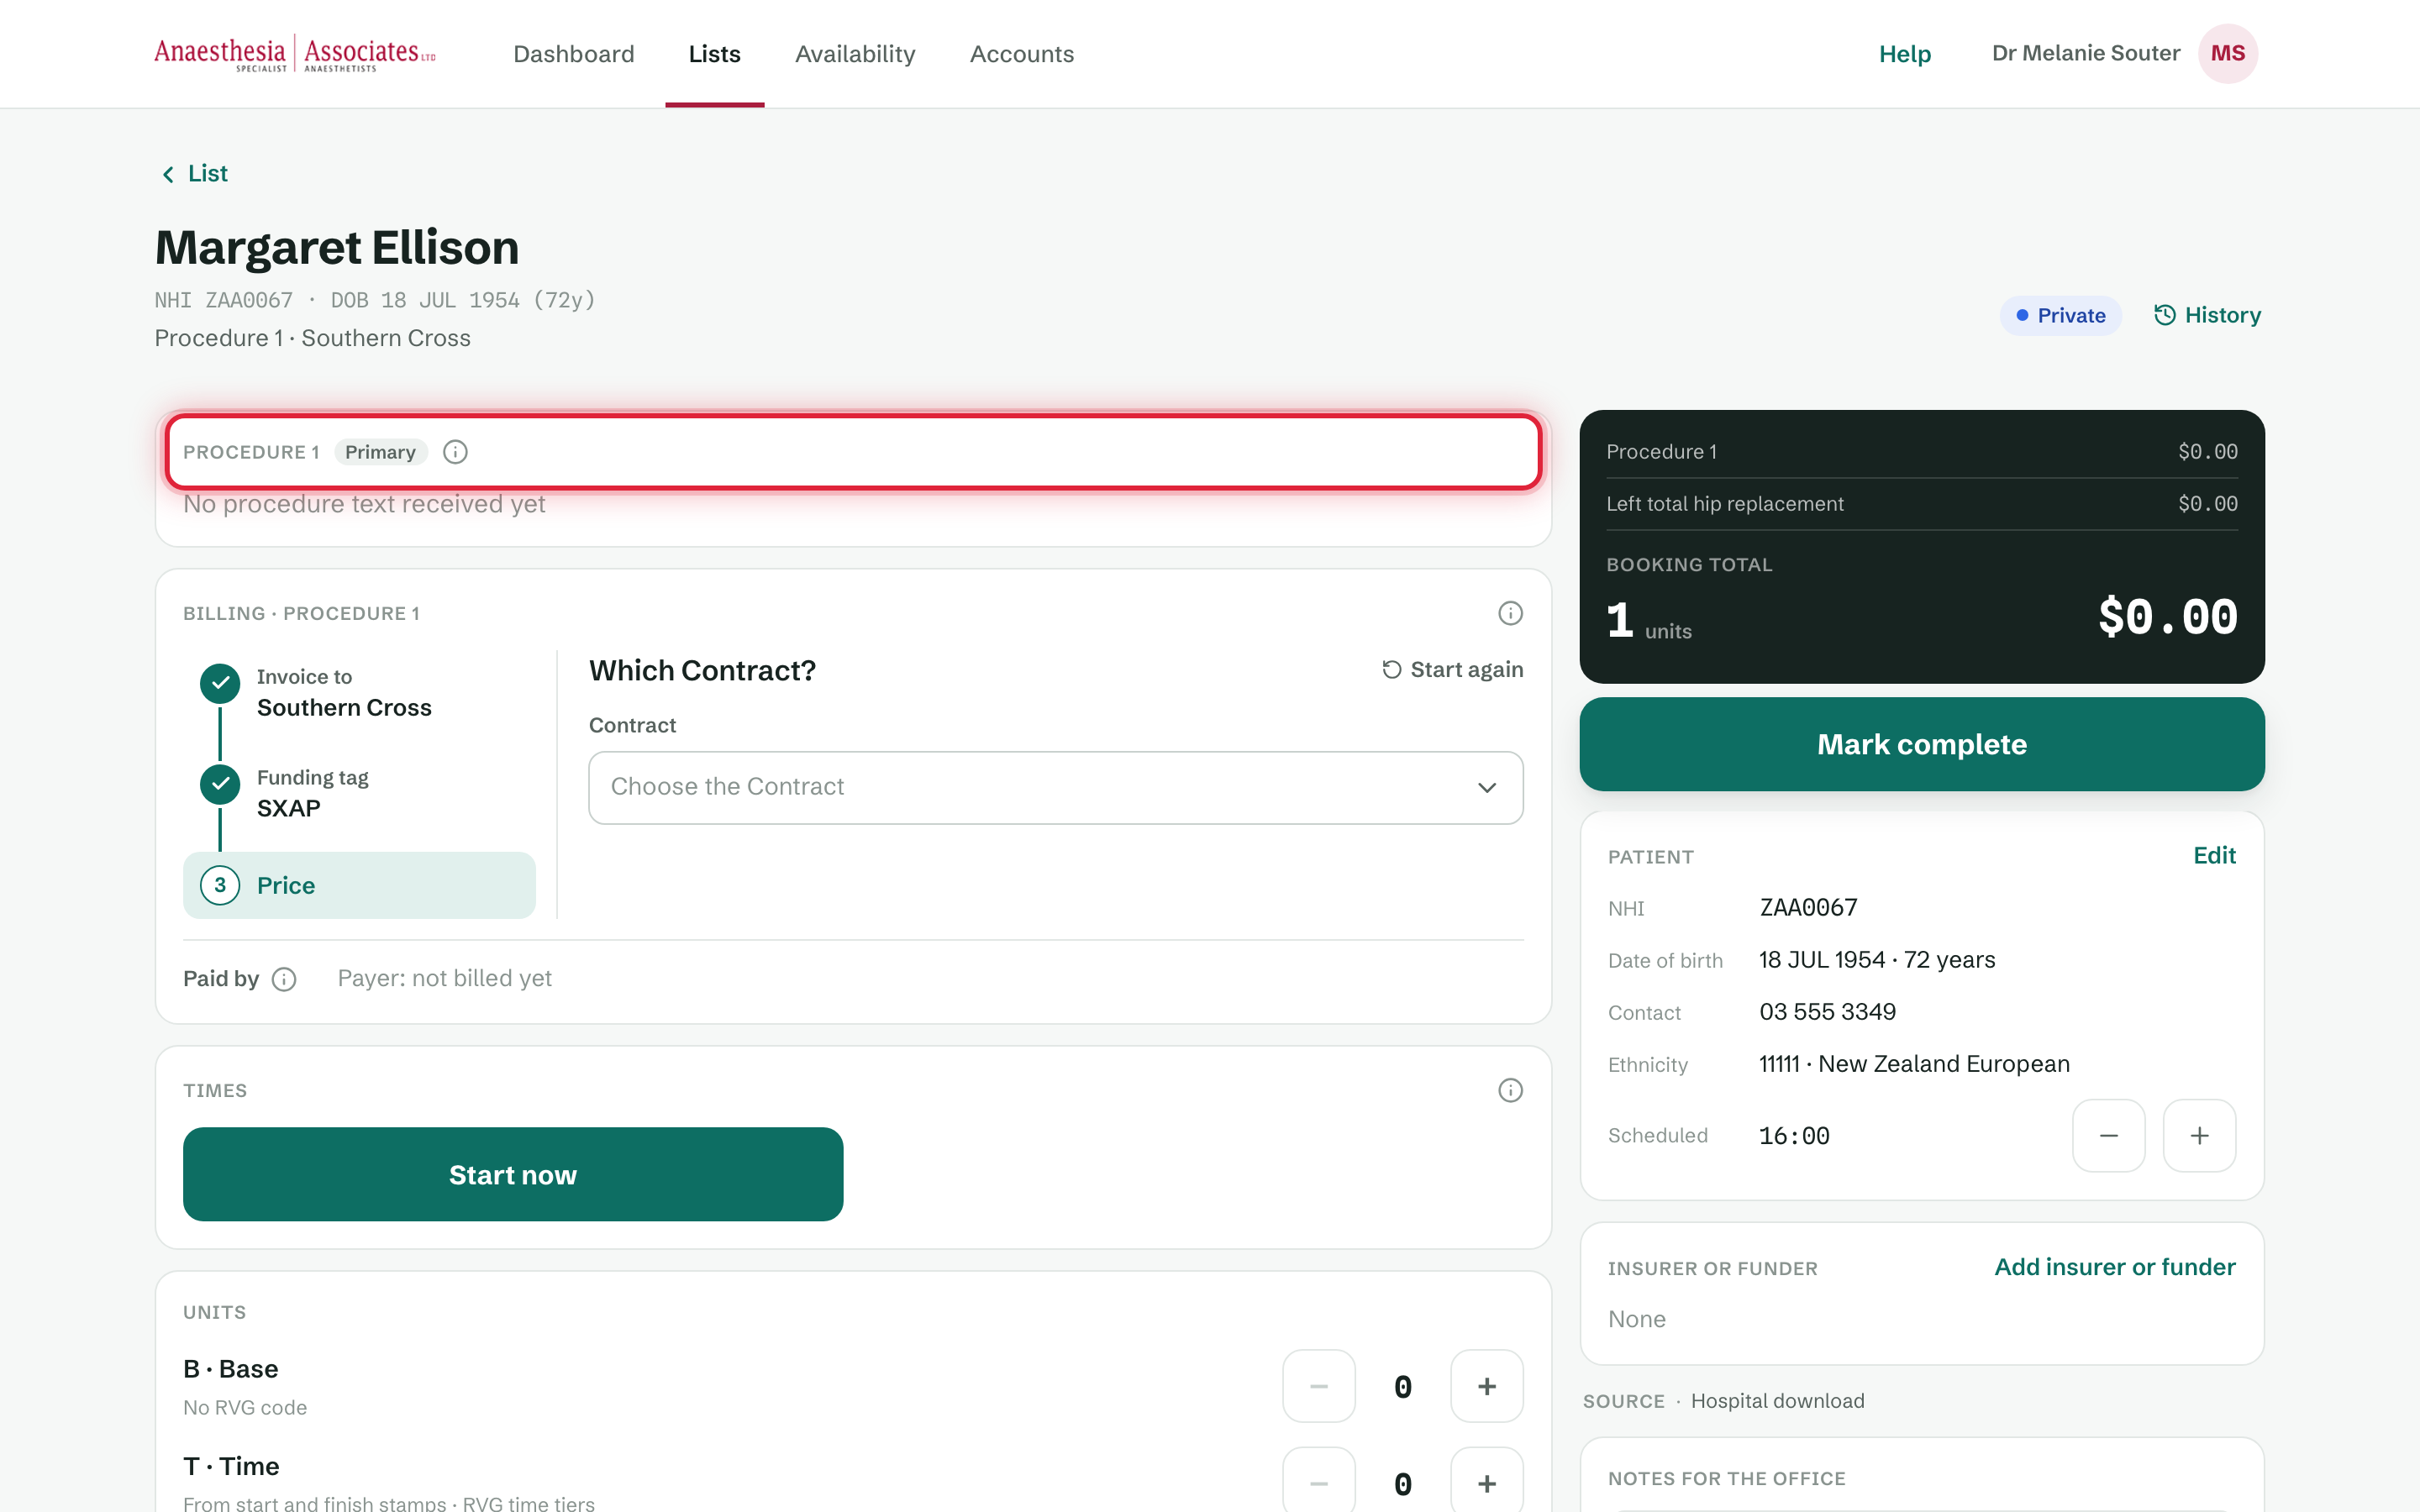 Anaesthesia | Associates LTD
SPECIALIST ANAESTHETISTS
Dashboard
Lists
Availability
Accounts
Help
Dr Melanie Souter
MS
List
Margaret Ellison
NHI ZAA0067 · DOB 18 JUL 1954 (72y)
Procedure 1 · Southern Cross
Private
History
PROCEDURE 1 Primary
No procedure text received yet
BILLING · PROCEDURE 1
Invoice to
Southern Cross
Funding tag
SXAP
3 Price
Which Contract?
Start again
Contract
Choose the Contract
Paid by
Payer: not billed yet
TIMES
Start now
UNITS
B · Base
No RVG code
− 0 +
T · Time
From start and finish stamps · RVG time tiers
− 0 +
Procedure 1 $0.00
Left total hip replacement $0.00
BOOKING TOTAL
1 units $0.00
Mark complete
PATIENT Edit
NHI ZAA0067
Date of birth 18 JUL 1954 · 72 years
Contact 03 555 3349
Ethnicity 11111 · New Zealand European
Scheduled 16:00 − +
INSURER OR FUNDER Add insurer or funder
None
SOURCE · Hospital download
NOTES FOR THE OFFICE